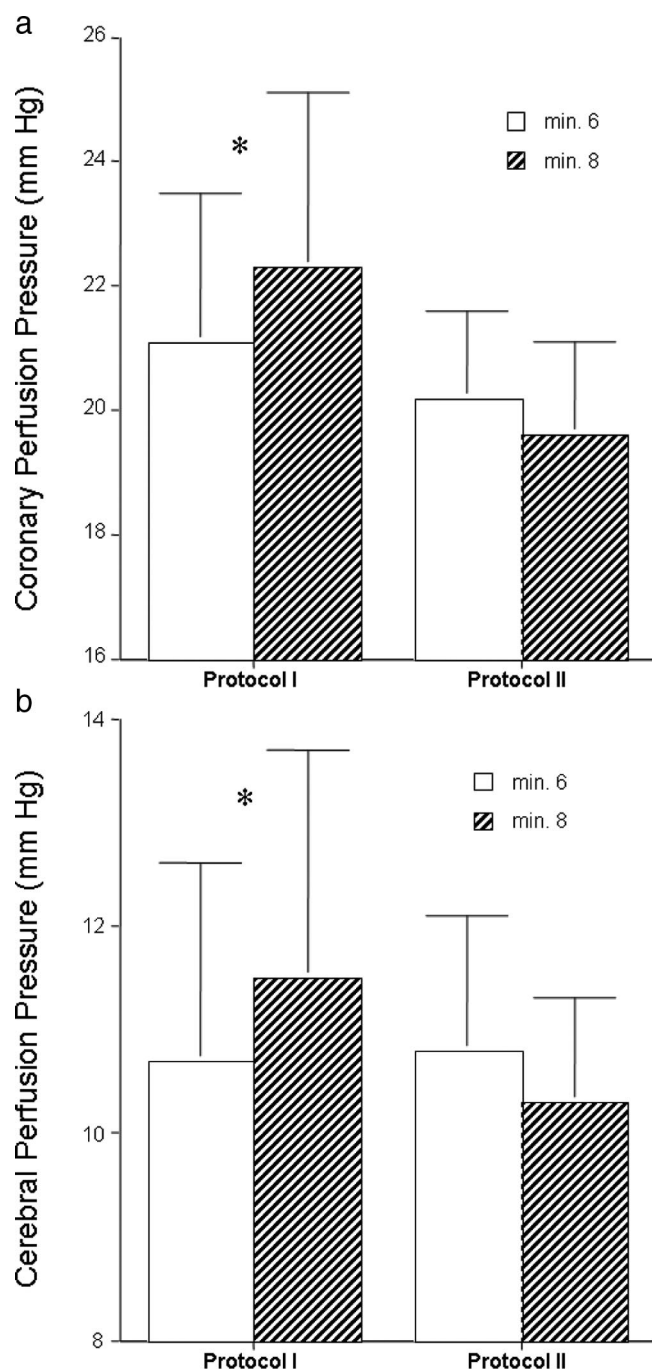 a
Coronary Perfusion Pressure (mm Hg)
26
24
22
20
18
16
*
min. 6
min. 8
Protocol I
Protocol II
b
Cerebral Perfusion Pressure (mm Hg)
14
12
10
8
*
min. 6
min. 8
Protocol I
Protocol II